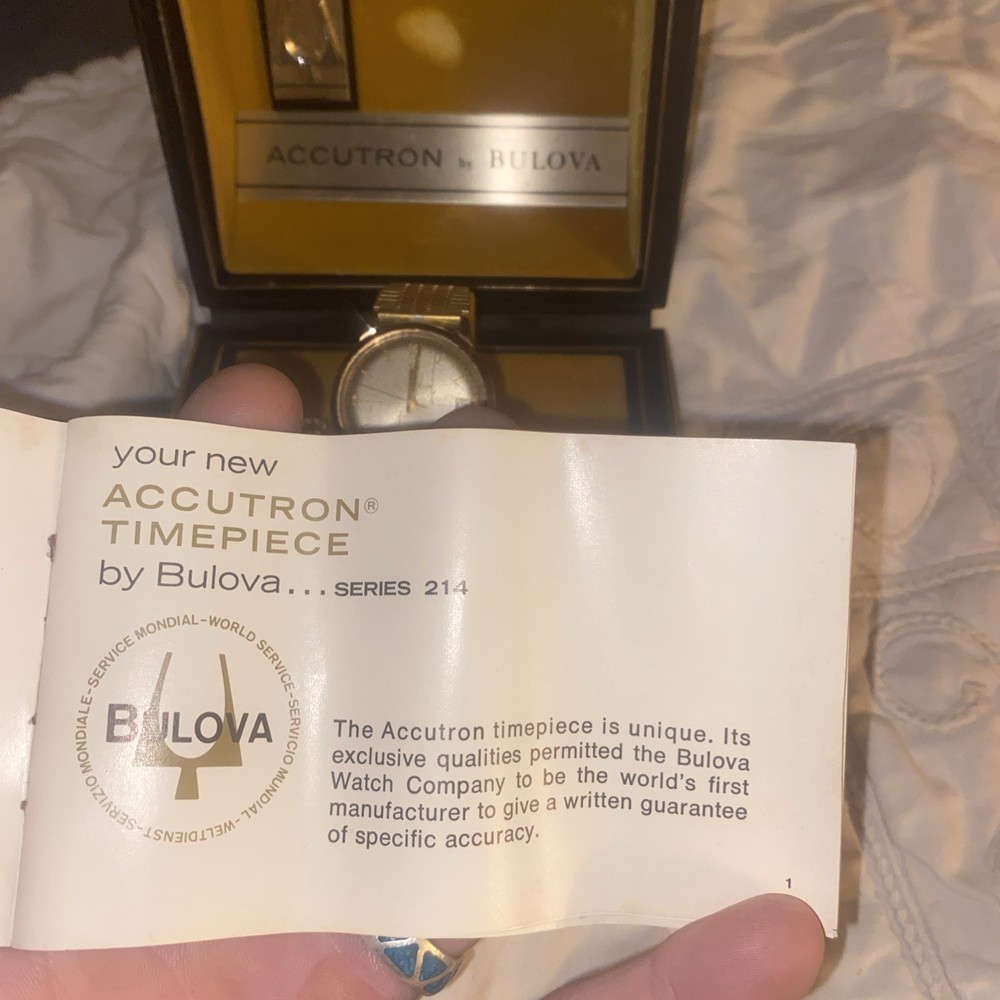 ACCUTRON by BULOVA
your new
ACCUTRON®
TIMEPIECE
by Bulova... SERIES 214
SERVICE MONDIAL-WORLD SERVICE-SERVICIO MUNDIAL-WELTDIENST-SERVIZIO MONDIALE-
BULOVA
The Accutron timepiece is unique. Its
exclusive qualities permitted the Bulova
Watch Company to be the world's first
manufacturer to give a written guarantee
of specific accuracy.
1